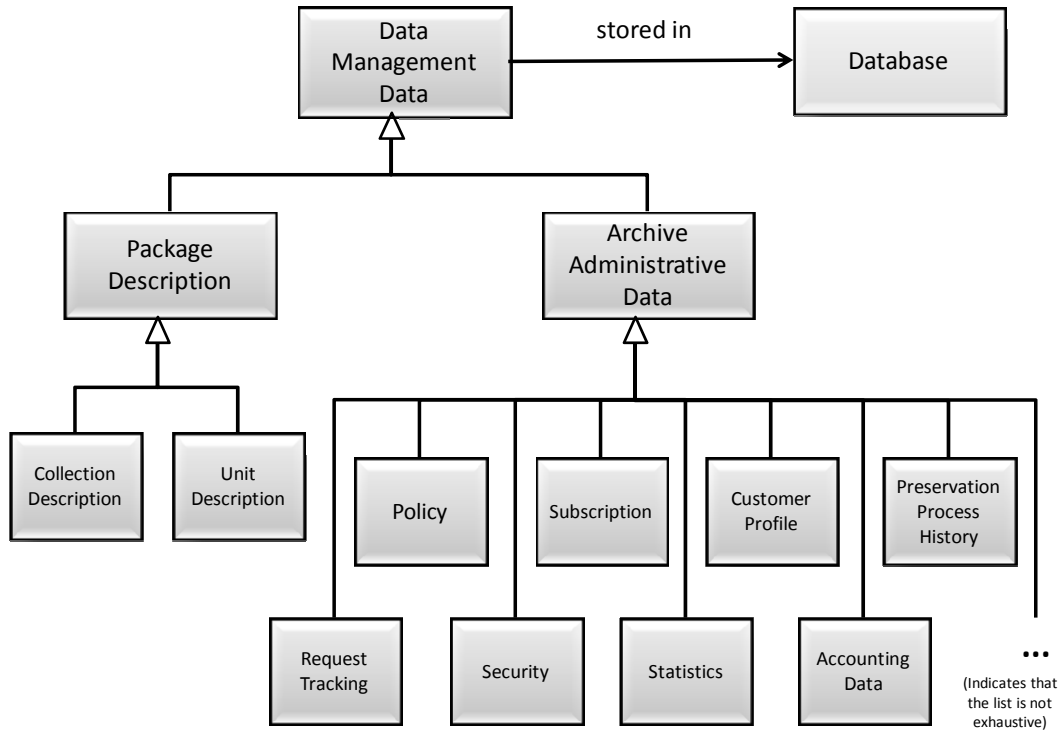 Data
Management
Data
stored in
Database
Package
Description
Archive
Administrative
Data
Collection
Description
Unit
Description
Policy
Subscription
Customer
Profile
Preservation
Process
History
Request
Tracking
Security
Statistics
Accounting
Data
...
(Indicates that
the list is not
exhaustive)